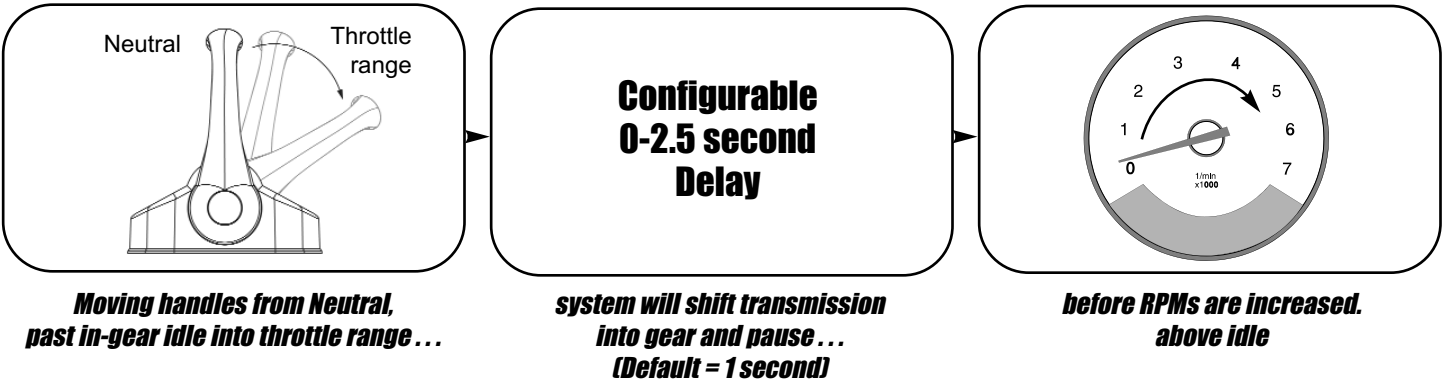 Neutral
Throttle
range
Configurable
0-2.5 second
Delay
0
1
2
3
4
5
6
7
1/min
x1000
Moving handles from Neutral,
past in-gear idle into throttle range . . .
system will shift transmission
into gear and pause . . .
(Default = 1 second)
before RPMs are increased.
above idle